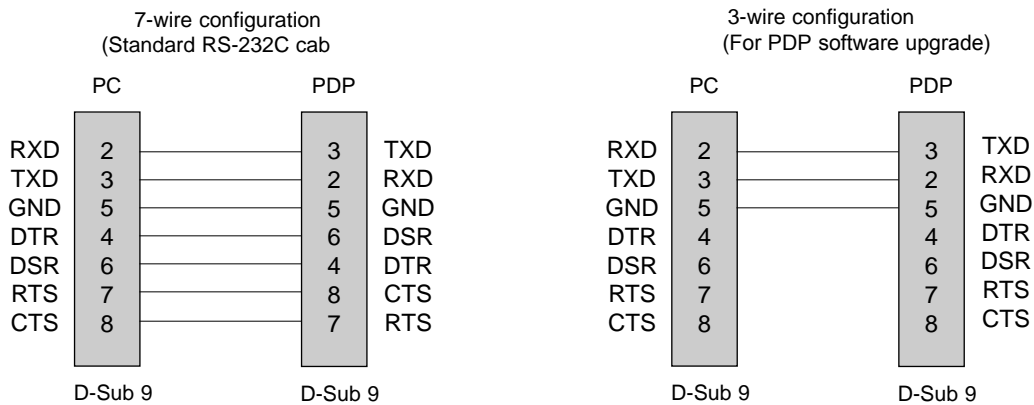 7-wire configuration
(Standard RS-232C cab
PC PDP
RXD 2 3 TXD
TXD 3 2 RXD
GND 5 5 GND
DTR 4 6 DSR
DSR 6 4 DTR
RTS 7 8 CTS
CTS 8 7 RTS
D-Sub 9 D-Sub 9
3-wire configuration
(For PDP software upgrade)
PC PDP
RXD 2 3 TXD
TXD 3 2 RXD
GND 5 5 GND
DTR 4 4 DTR
DSR 6 6 DSR
RTS 7 7 RTS
CTS 8 8 CTS
D-Sub 9 D-Sub 9